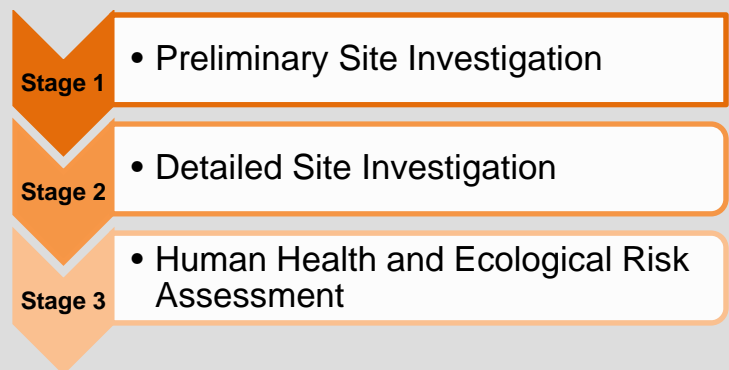 Stage 1
• Preliminary Site Investigation
Stage 2
• Detailed Site Investigation
Stage 3
• Human Health and Ecological Risk
Assessment